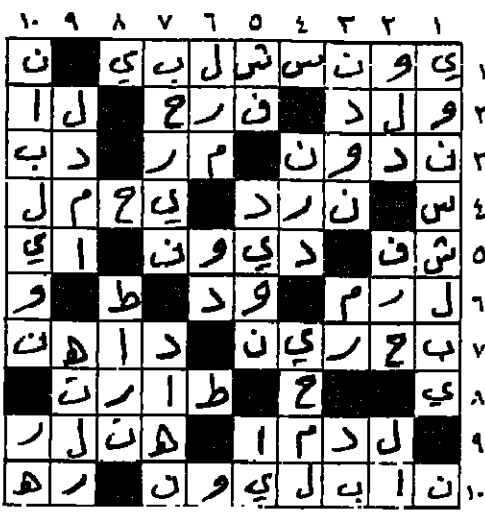 ١ ٢ ٣ ٤ ٥ ٦ ٧ ٨ ٩ ١٠
١ ي و ن س ش ل ب ي ن
٢ و ل د ف ر ح ل ا
٣ ن د و ن م ر د ب
٤ س ن ر د ي ح م ل
٥ ش ف د ي و ن ا ي
٦ ل ر م و د ط و
٧ ب ح ر ي ن د ا ه ن
٨ ي ح ط ا ر ت
٩ ل د م ا ه ت ل ر
١٠ ن ا ب ل ي و ن ر ه